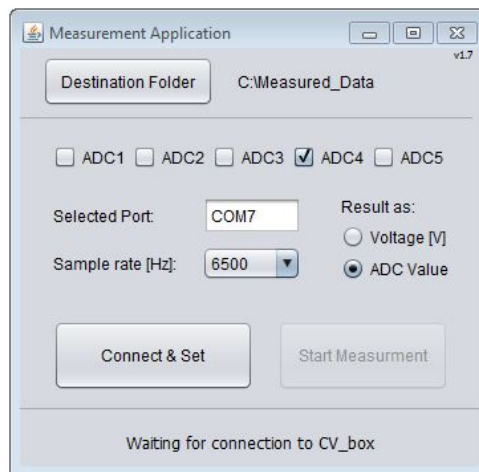 Measurement Application
v1.7
Destination Folder C:\Measured_Data
ADC1 ADC2 ADC3 ADC4 ADC5
Selected Port: COM7
Result as:
Voltage [V]
Sample rate [Hz]: 6500
ADC Value
Connect & Set Start Measurment
Waiting for connection to CV_box